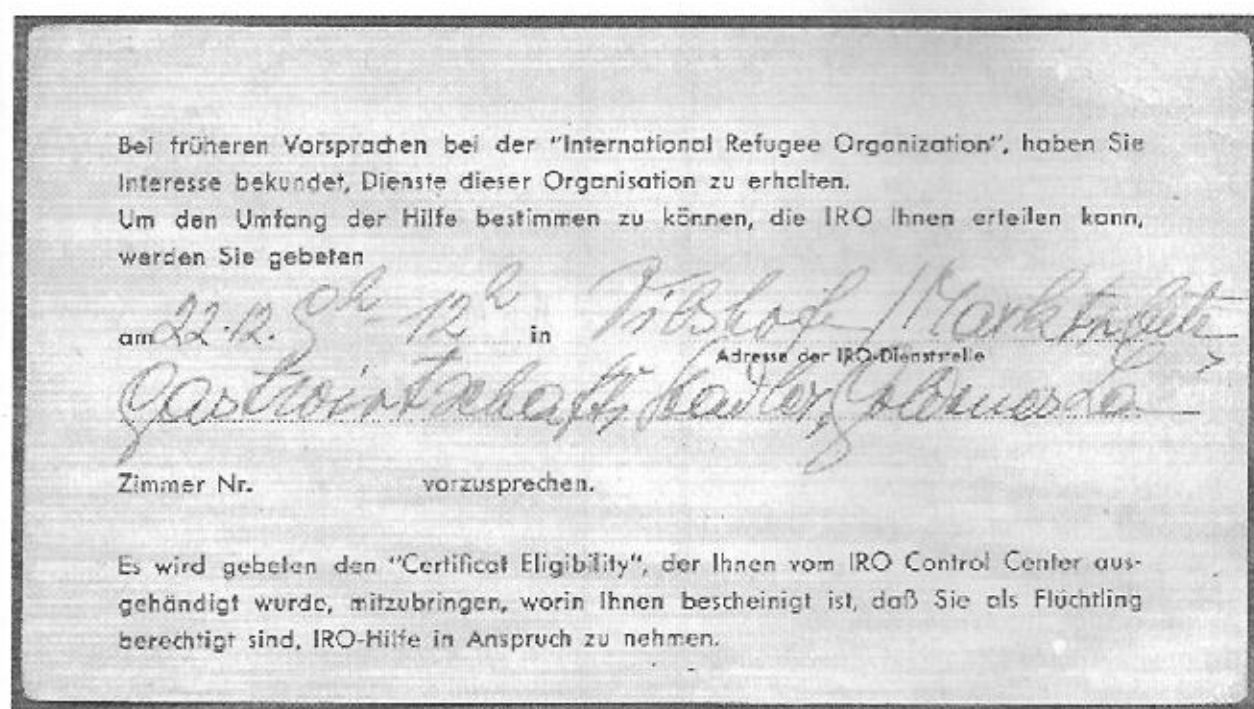 Bei früheren Vorsprachen bei der "International Refugee Organization", haben Sie
Interesse bekundet, Dienste dieser Organisation zu erhalten.
Um den Umfang der Hilfe bestimmen zu können, die IRO Ihnen erteilen kann,
werden Sie gebeten
am 22.12. 9h - 12h in
Adresse der IRO-Dienststelle
Gastwirtschaft Stadler,
Zimmer Nr. vorzusprechen.
Es wird gebeten den "Certificat Eligibility", der Ihnen vom IRO Control Center aus-
gehändigt wurde, mitzubringen, worin Ihnen bescheinigt ist, daß Sie als Flüchtling
berechtigt sind, IRO-Hilfe in Anspruch zu nehmen.